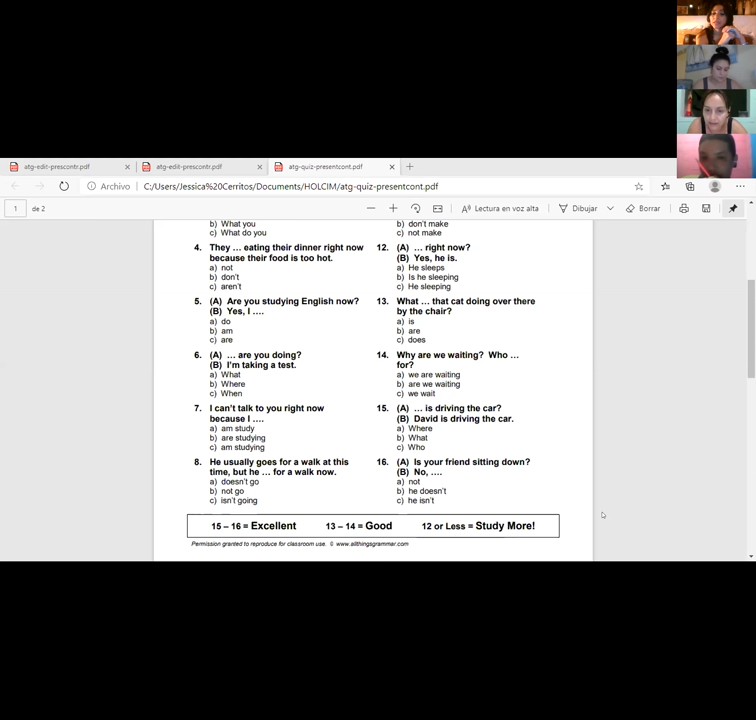 atg-edit-prescontr.pdf
atg-edit-prescontr.pdf
atg-quiz-presentcont.pdf
Archivo
C:/Users/Jessica%20Cerritos/Documents/HOLCIM/atg-quiz-presentcont.pdf
1 de 2
Lectura en voz alta
Dibujar
Borrar
b) What you
c) What do you
4. They … eating their dinner right now
because their food is too hot.
a) not
b) don't
c) aren't
5. (A) Are you studying English now?
(B) Yes, I ….
a) do
b) am
c) are
6. (A) … are you doing?
(B) I'm taking a test.
a) What
b) Where
c) When
7. I can't talk to you right now
because I ….
a) am study
b) are studying
c) am studying
8. He usually goes for a walk at this
time, but he … for a walk now.
a) doesn't go
b) not go
c) isn't going
b) don't make
c) not make
12. (A) … right now?
(B) Yes, he is.
a) He sleeps
b) Is he sleeping
c) He sleeping
13. What … that cat doing over there
by the chair?
a) is
b) are
c) does
14. Why are we waiting? Who …
for?
a) we are waiting
b) are we waiting
c) we wait
15. (A) … is driving the car?
(B) David is driving the car.
a) Where
b) What
c) Who
16. (A) Is your friend sitting down?
(B) No, ….
a) not
b) he doesn't
c) he isn't
15 – 16 = Excellent 13 – 14 = Good 12 or Less = Study More!
Permission granted to reproduce for classroom use. © www.allthingsgrammar.com